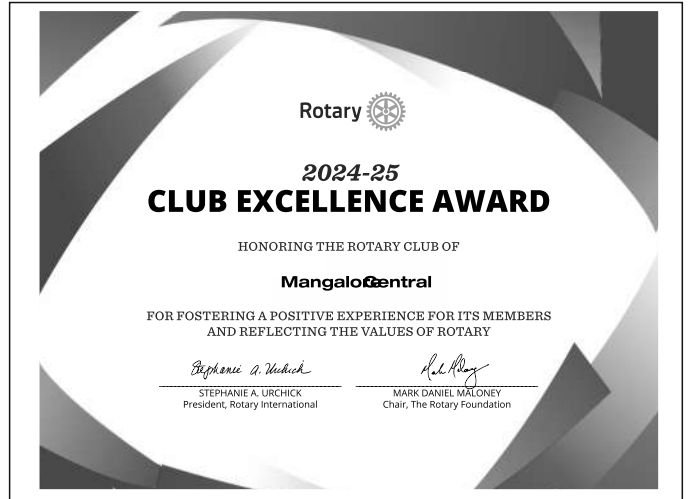 Rotary
2024-25
CLUB EXCELLENCE AWARD
HONORING THE ROTARY CLUB OF
Mangalore Central
FOR FOSTERING A POSITIVE EXPERIENCE FOR ITS MEMBERS
AND REFLECTING THE VALUES OF ROTARY
Stephanie A. Urchick
STEPHANIE A. URCHICK
President, Rotary International
MARK DANIEL MALONEY
Chair, The Rotary Foundation